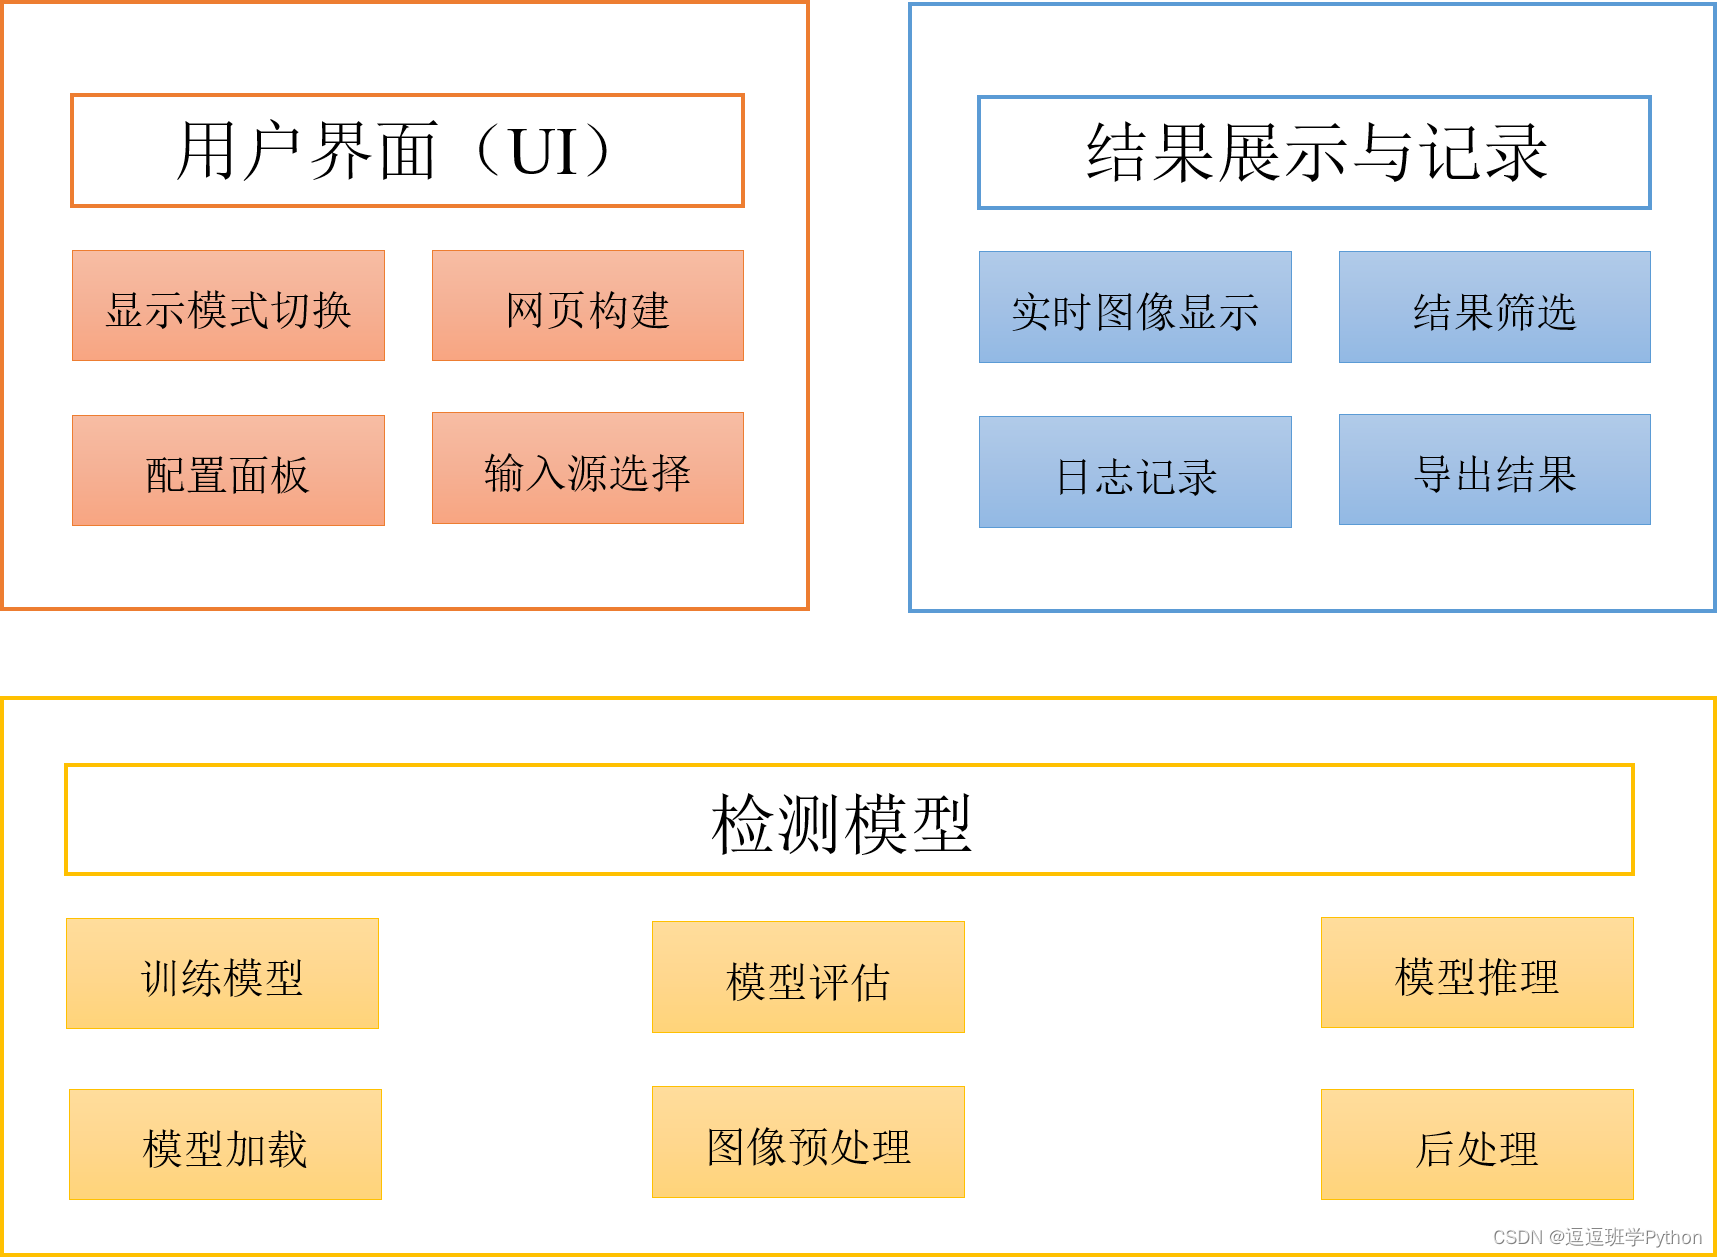 用户界面（UI）
显示模式切换
网页构建
配置面板
输入源选择
结果展示与记录
实时图像显示
结果筛选
日志记录
导出结果
检测模型
训练模型
模型评估
模型推理
模型加载
图像预处理
后处理
CSDN @逗逗班学Python